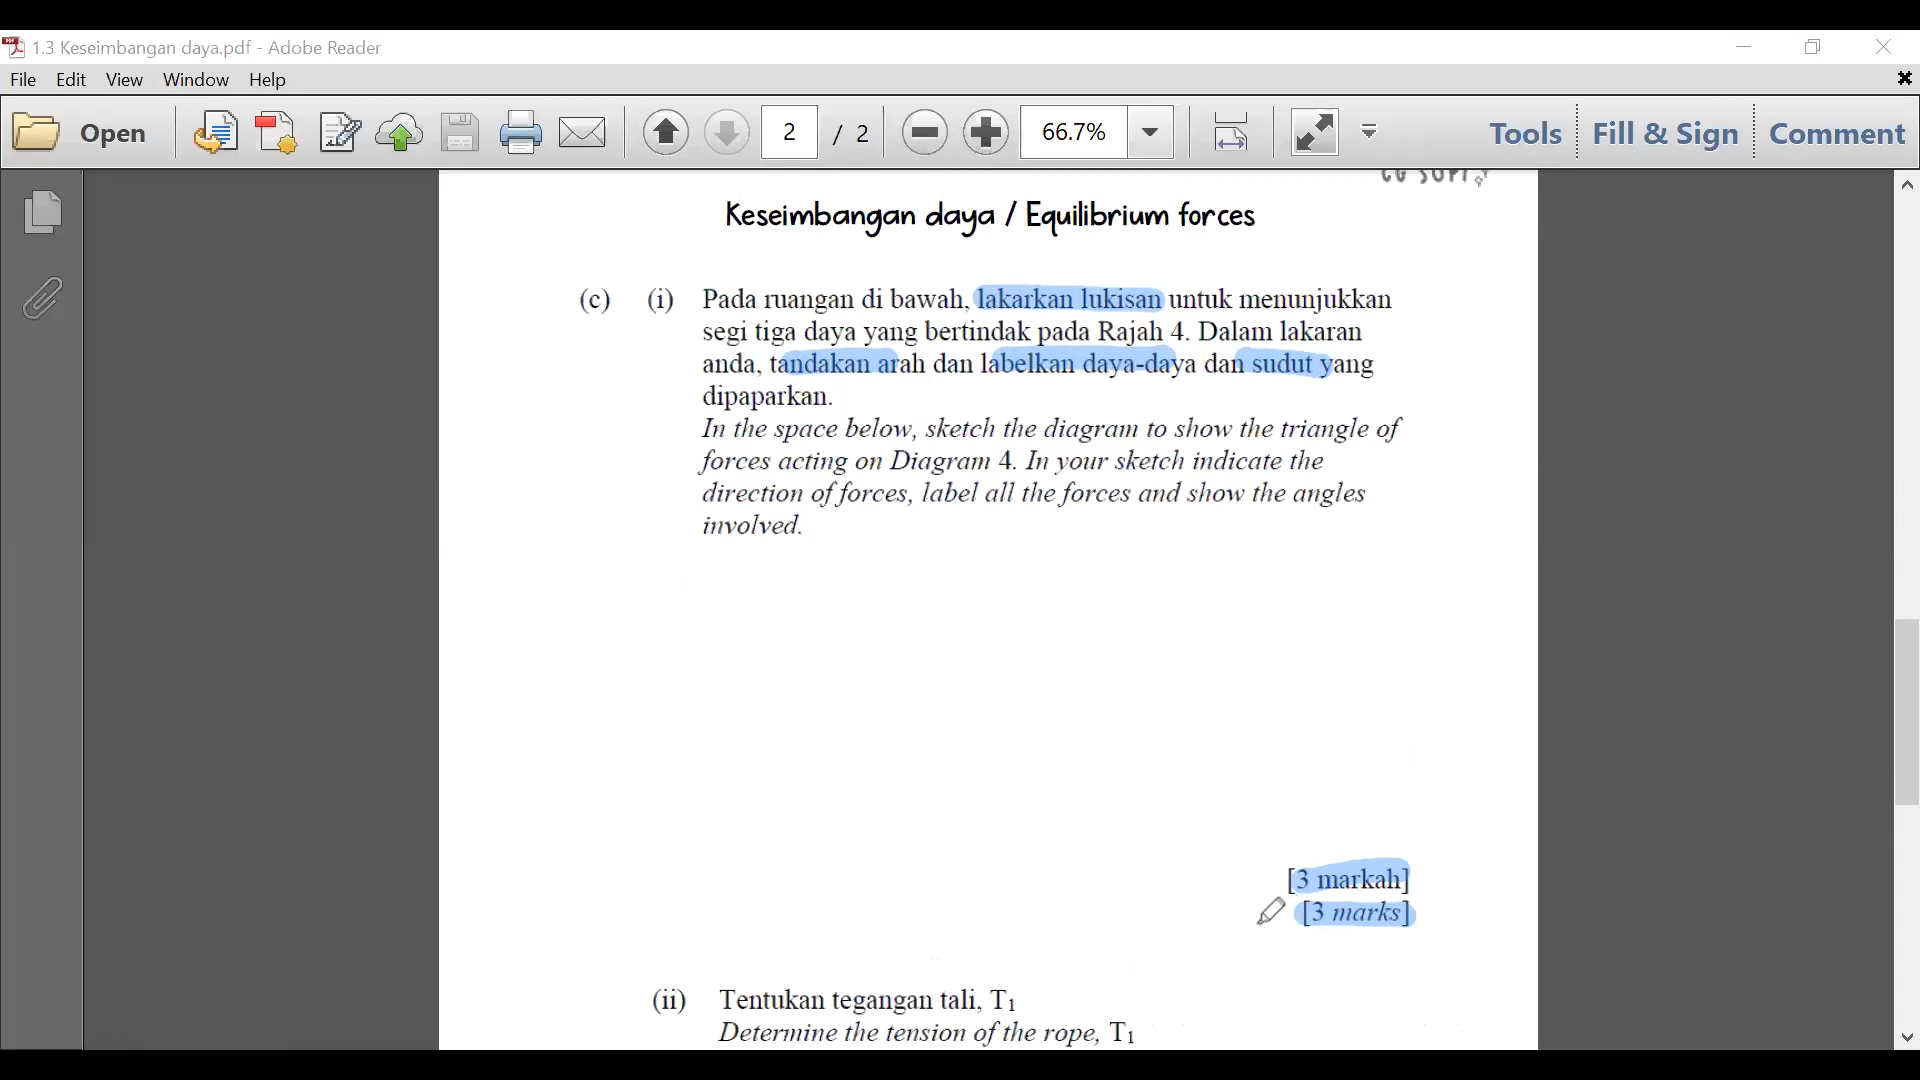 1.3 Keseimbangan daya.pdf - Adobe Reader
File Edit View Window Help
Open 2 / 2 66.7% Tools Fill & Sign Comment
Keseimbangan daya / Equilibrium forces
(c) (i) Pada ruangan di bawah, lakarkan lukisan untuk menunjukkan
segi tiga daya yang bertindak pada Rajah 4. Dalam lakaran
anda, tandakan arah dan labelkan daya-daya dan sudut yang
dipaparkan.
In the space below, sketch the diagram to show the triangle of
forces acting on Diagram 4. In your sketch indicate the
direction of forces, label all the forces and show the angles
involved.
[3 markah]
[3 marks]
(ii) Tentukan tegangan tali, T1
Determine the tension of the rope, T1